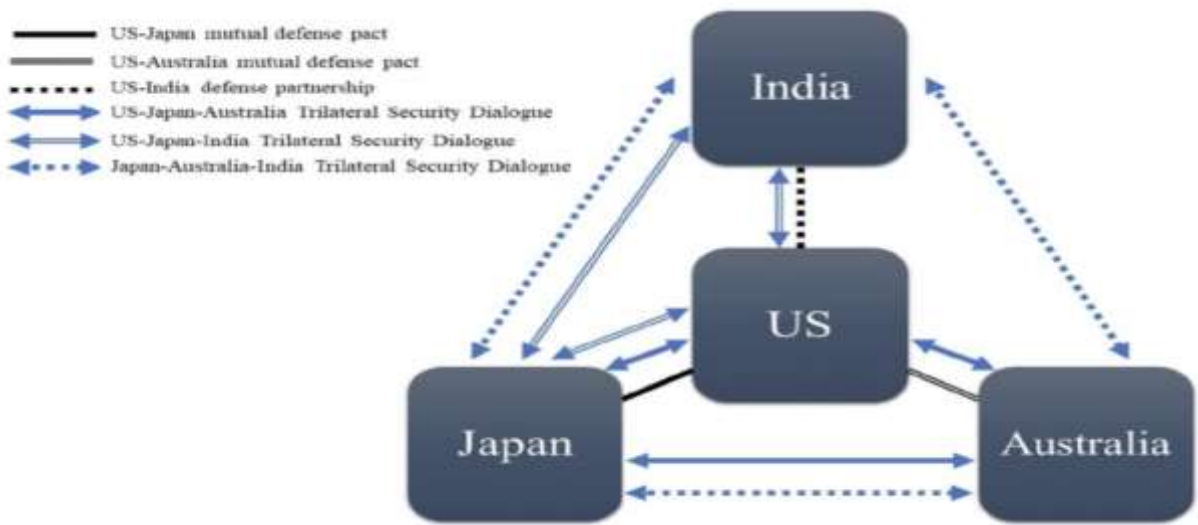 US-Japan mutual defense pact
US-Australia mutual defense pact
US-India defense partnership
US-Japan-Australia Trilateral Security Dialogue
US-Japan-India Trilateral Security Dialogue
Japan-Australia-India Trilateral Security Dialogue
India
US
Japan
Australia